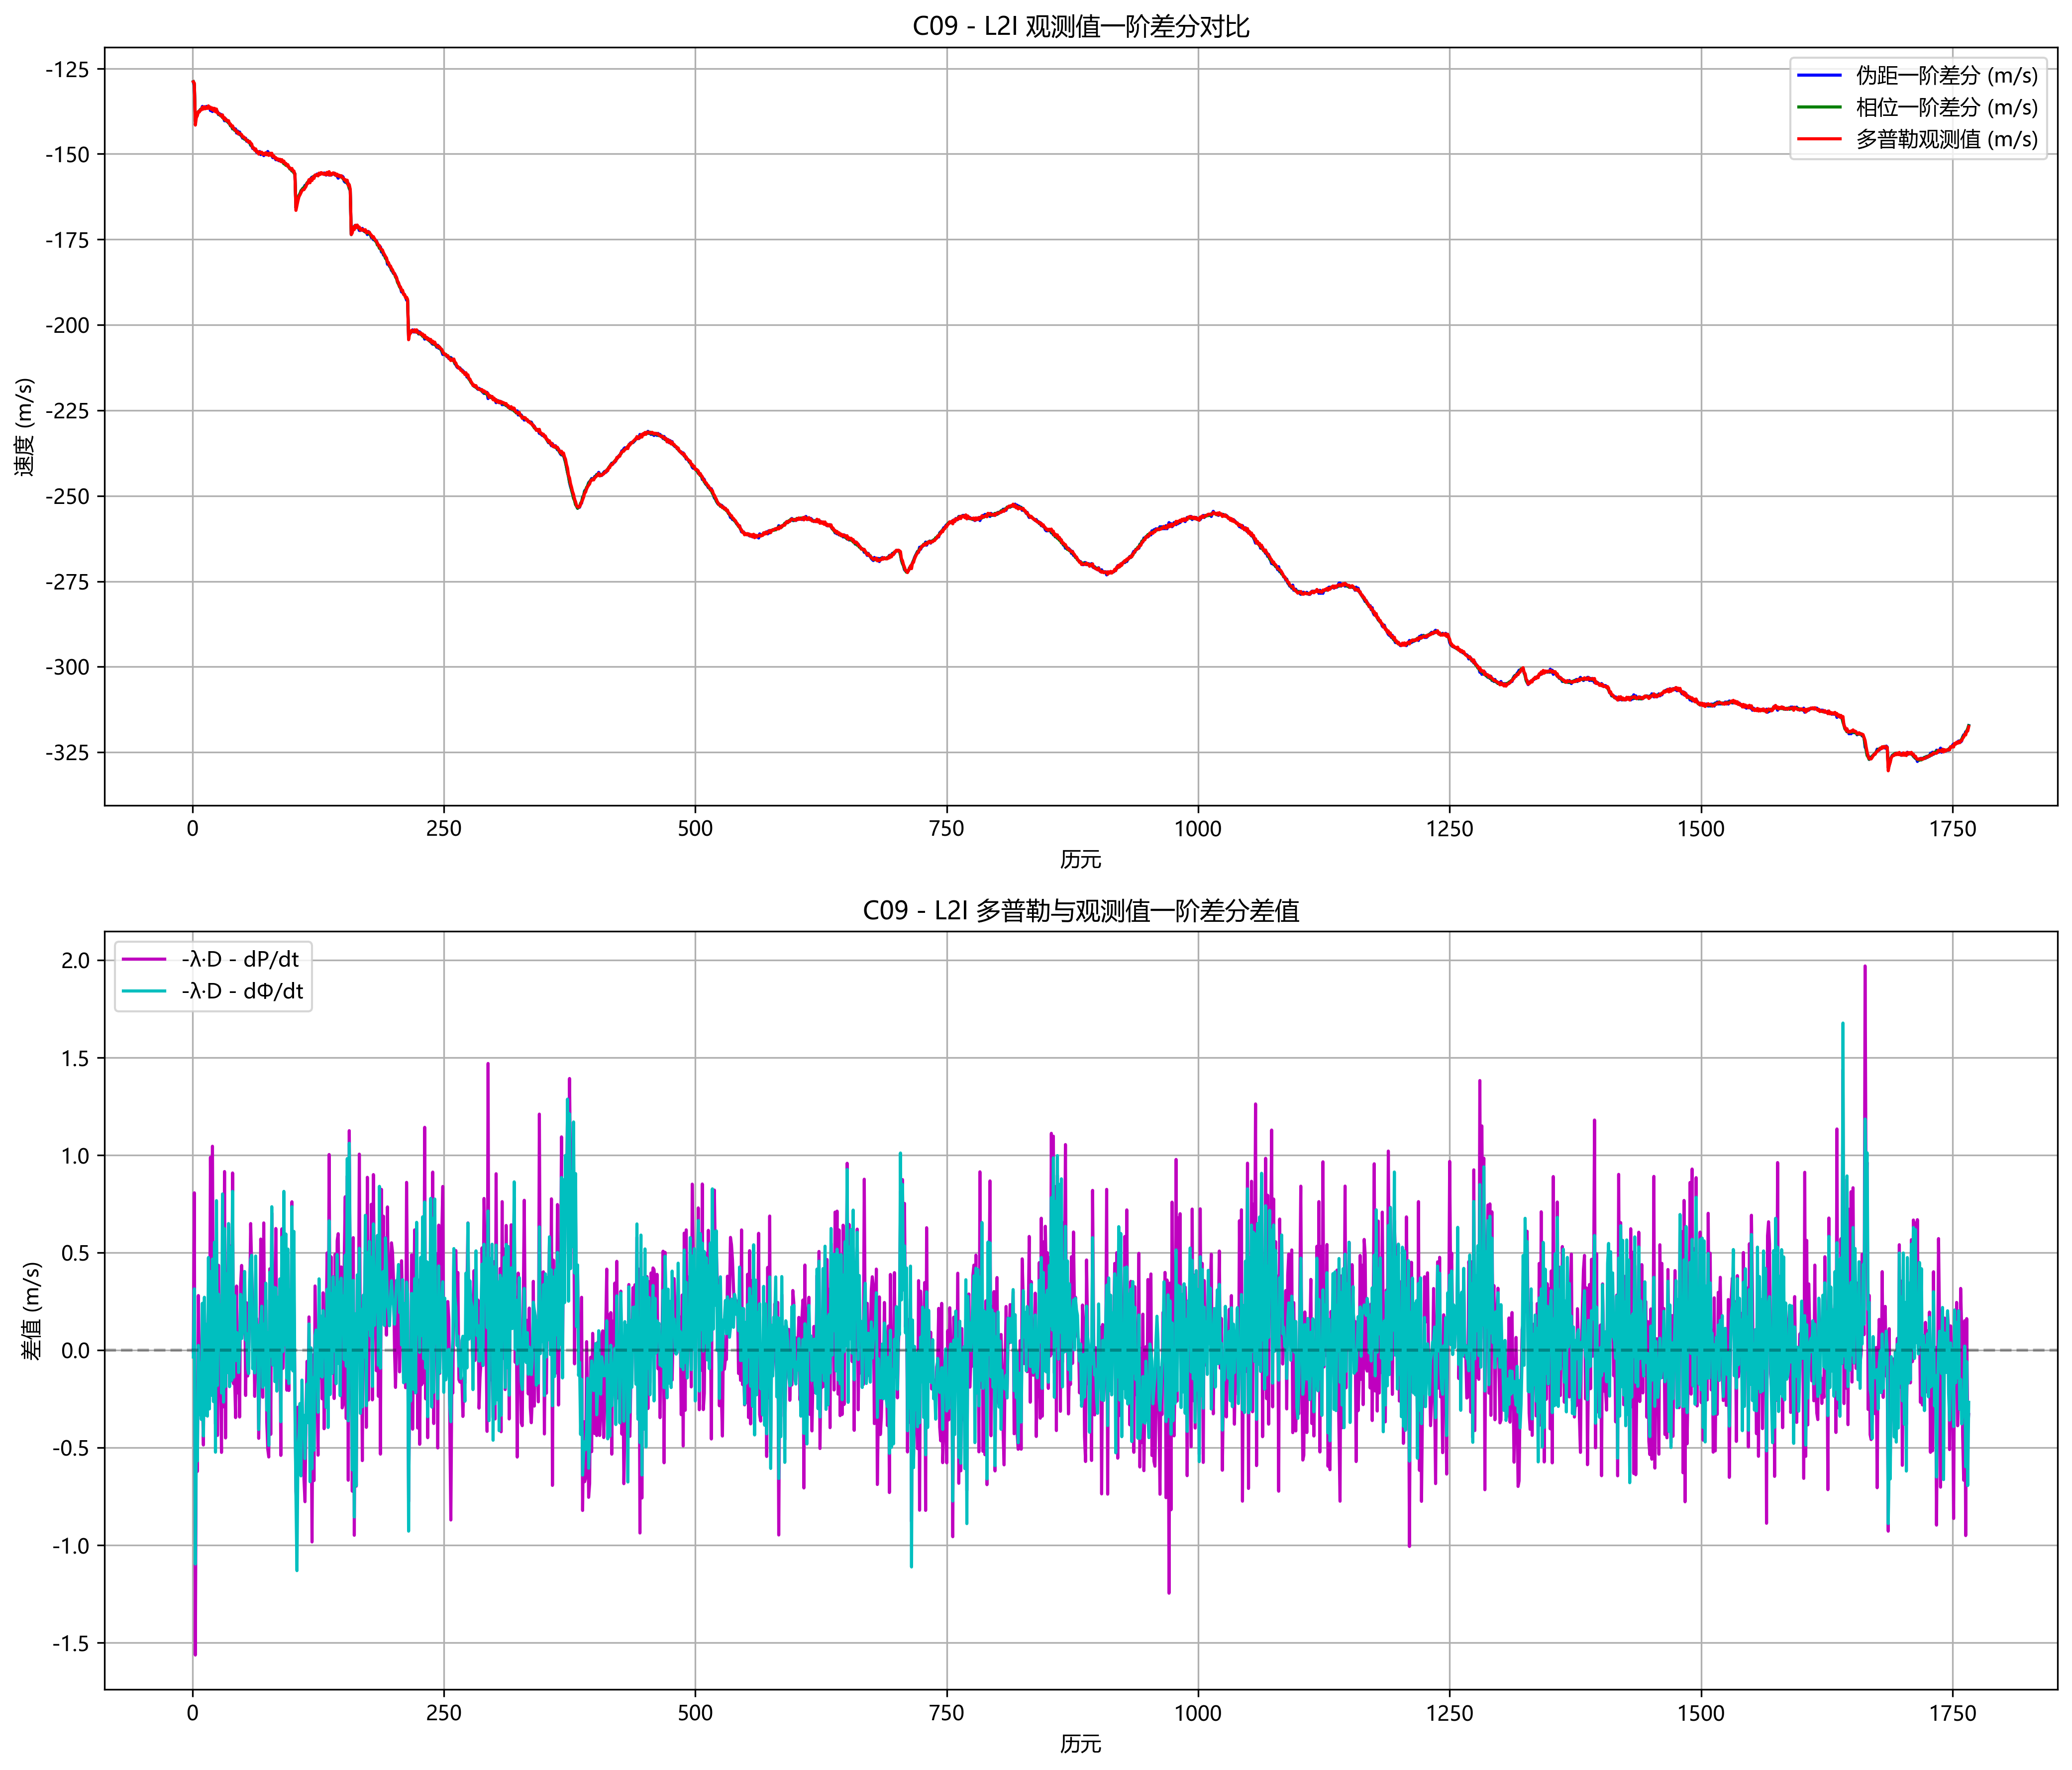 C09 - L2I 观测值一阶差分对比
-125
-150
-175
-200
-225
-250
-275
-300
-325
速度 (m/s)
伪距一阶差分 (m/s)
相位一阶差分 (m/s)
多普勒观测值 (m/s)
0 250 500 750 1000 1250 1500 1750
历元
C09 - L2I 多普勒与观测值一阶差分差值
2.0
1.5
1.0
0.5
0.0
-0.5
-1.0
-1.5
差值 (m/s)
-λ·D - dP/dt
-λ·D - dΦ/dt
0 250 500 750 1000 1250 1500 1750
历元